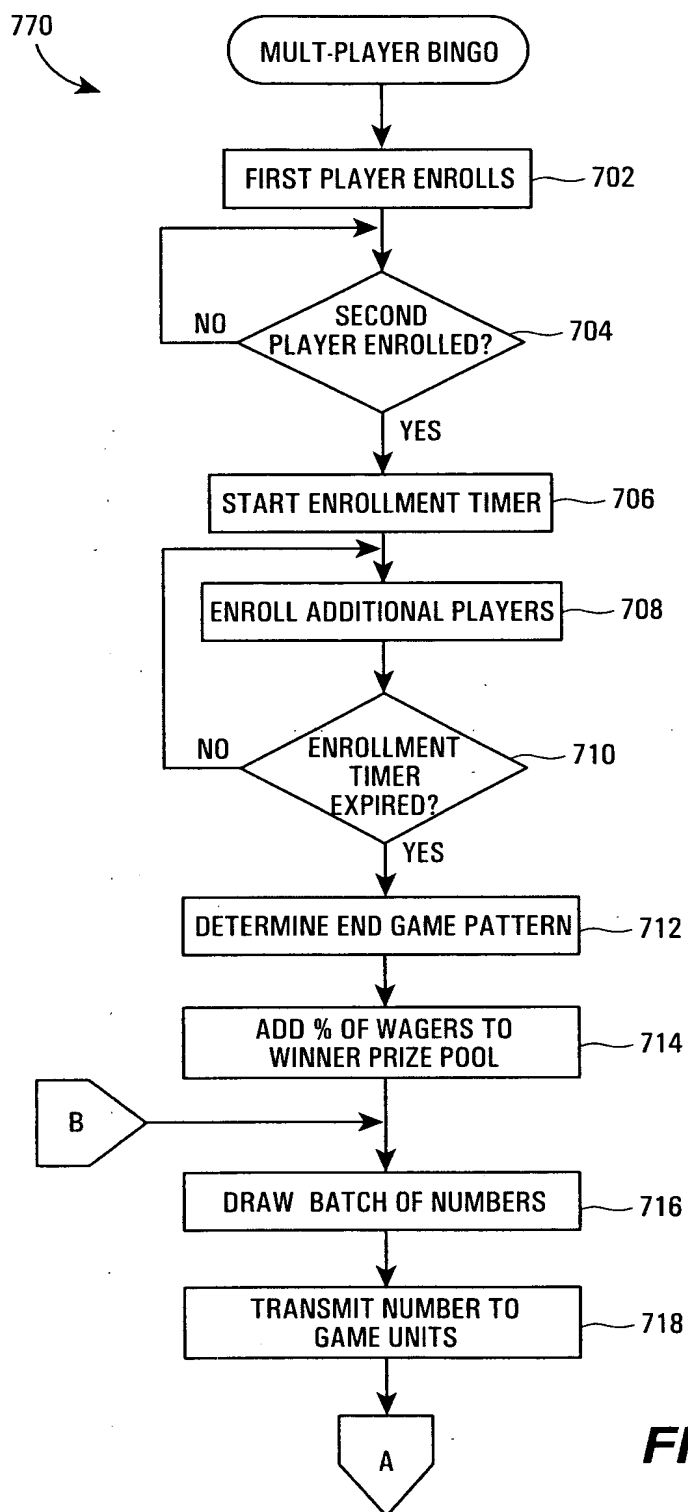 770
MULT-PLAYER BINGO
FIRST PLAYER ENROLLS
702
SECOND
PLAYER ENROLLED?
704
NO
YES
START ENROLLMENT TIMER
706
ENROLL ADDITIONAL PLAYERS
708
ENROLLMENT
TIMER
EXPIRED?
710
NO
YES
DETERMINE END GAME PATTERN
712
ADD % OF WAGERS TO
WINNER PRIZE POOL
714
B
DRAW BATCH OF NUMBERS
716
TRANSMIT NUMBER TO
GAME UNITS
718
A